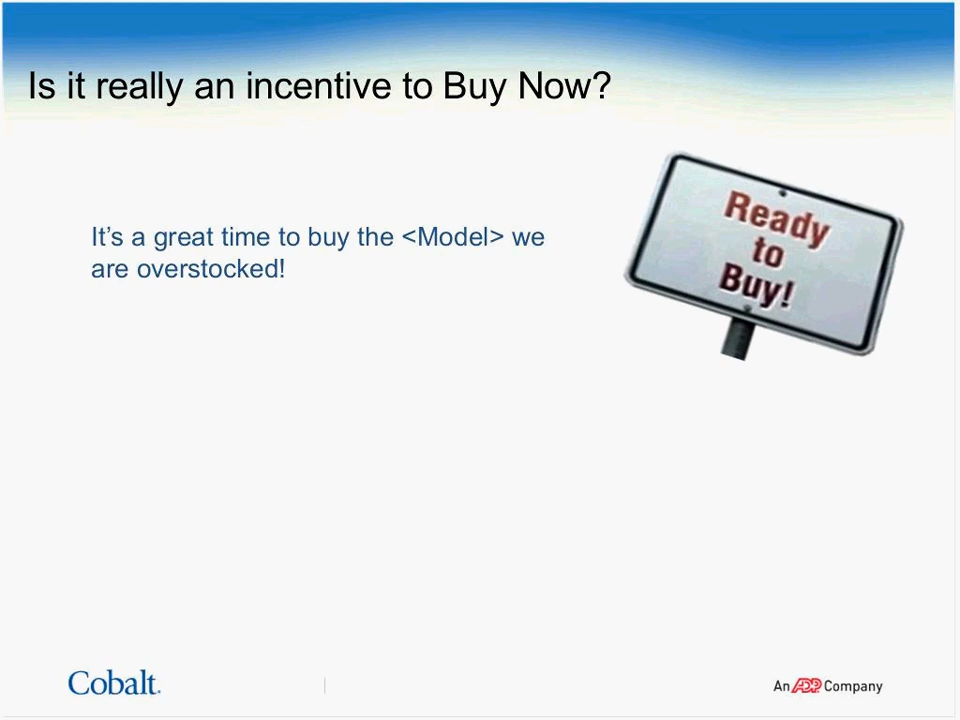 Is it really an incentive to Buy Now?
It’s a great time to buy the <Model> we
are overstocked!
Ready
to
Buy!
Cobalt.
An ADP Company